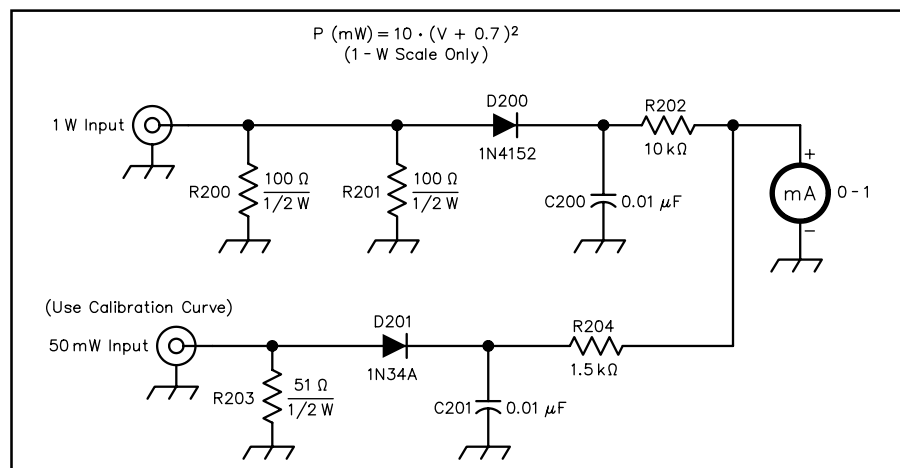 P (mW) = 10 • (V + 0.7)²
(1 - W Scale Only)
1 W Input
D200
1N4152
R202
10 kΩ
R200
100 Ω
1/2 W
R201
100 Ω
1/2 W
C200
0.01 μF
+
mA
0 - 1
−
(Use Calibration Curve)
50 mW Input
D201
1N34A
R204
1.5 kΩ
R203
51 Ω
1/2 W
C201
0.01 μF